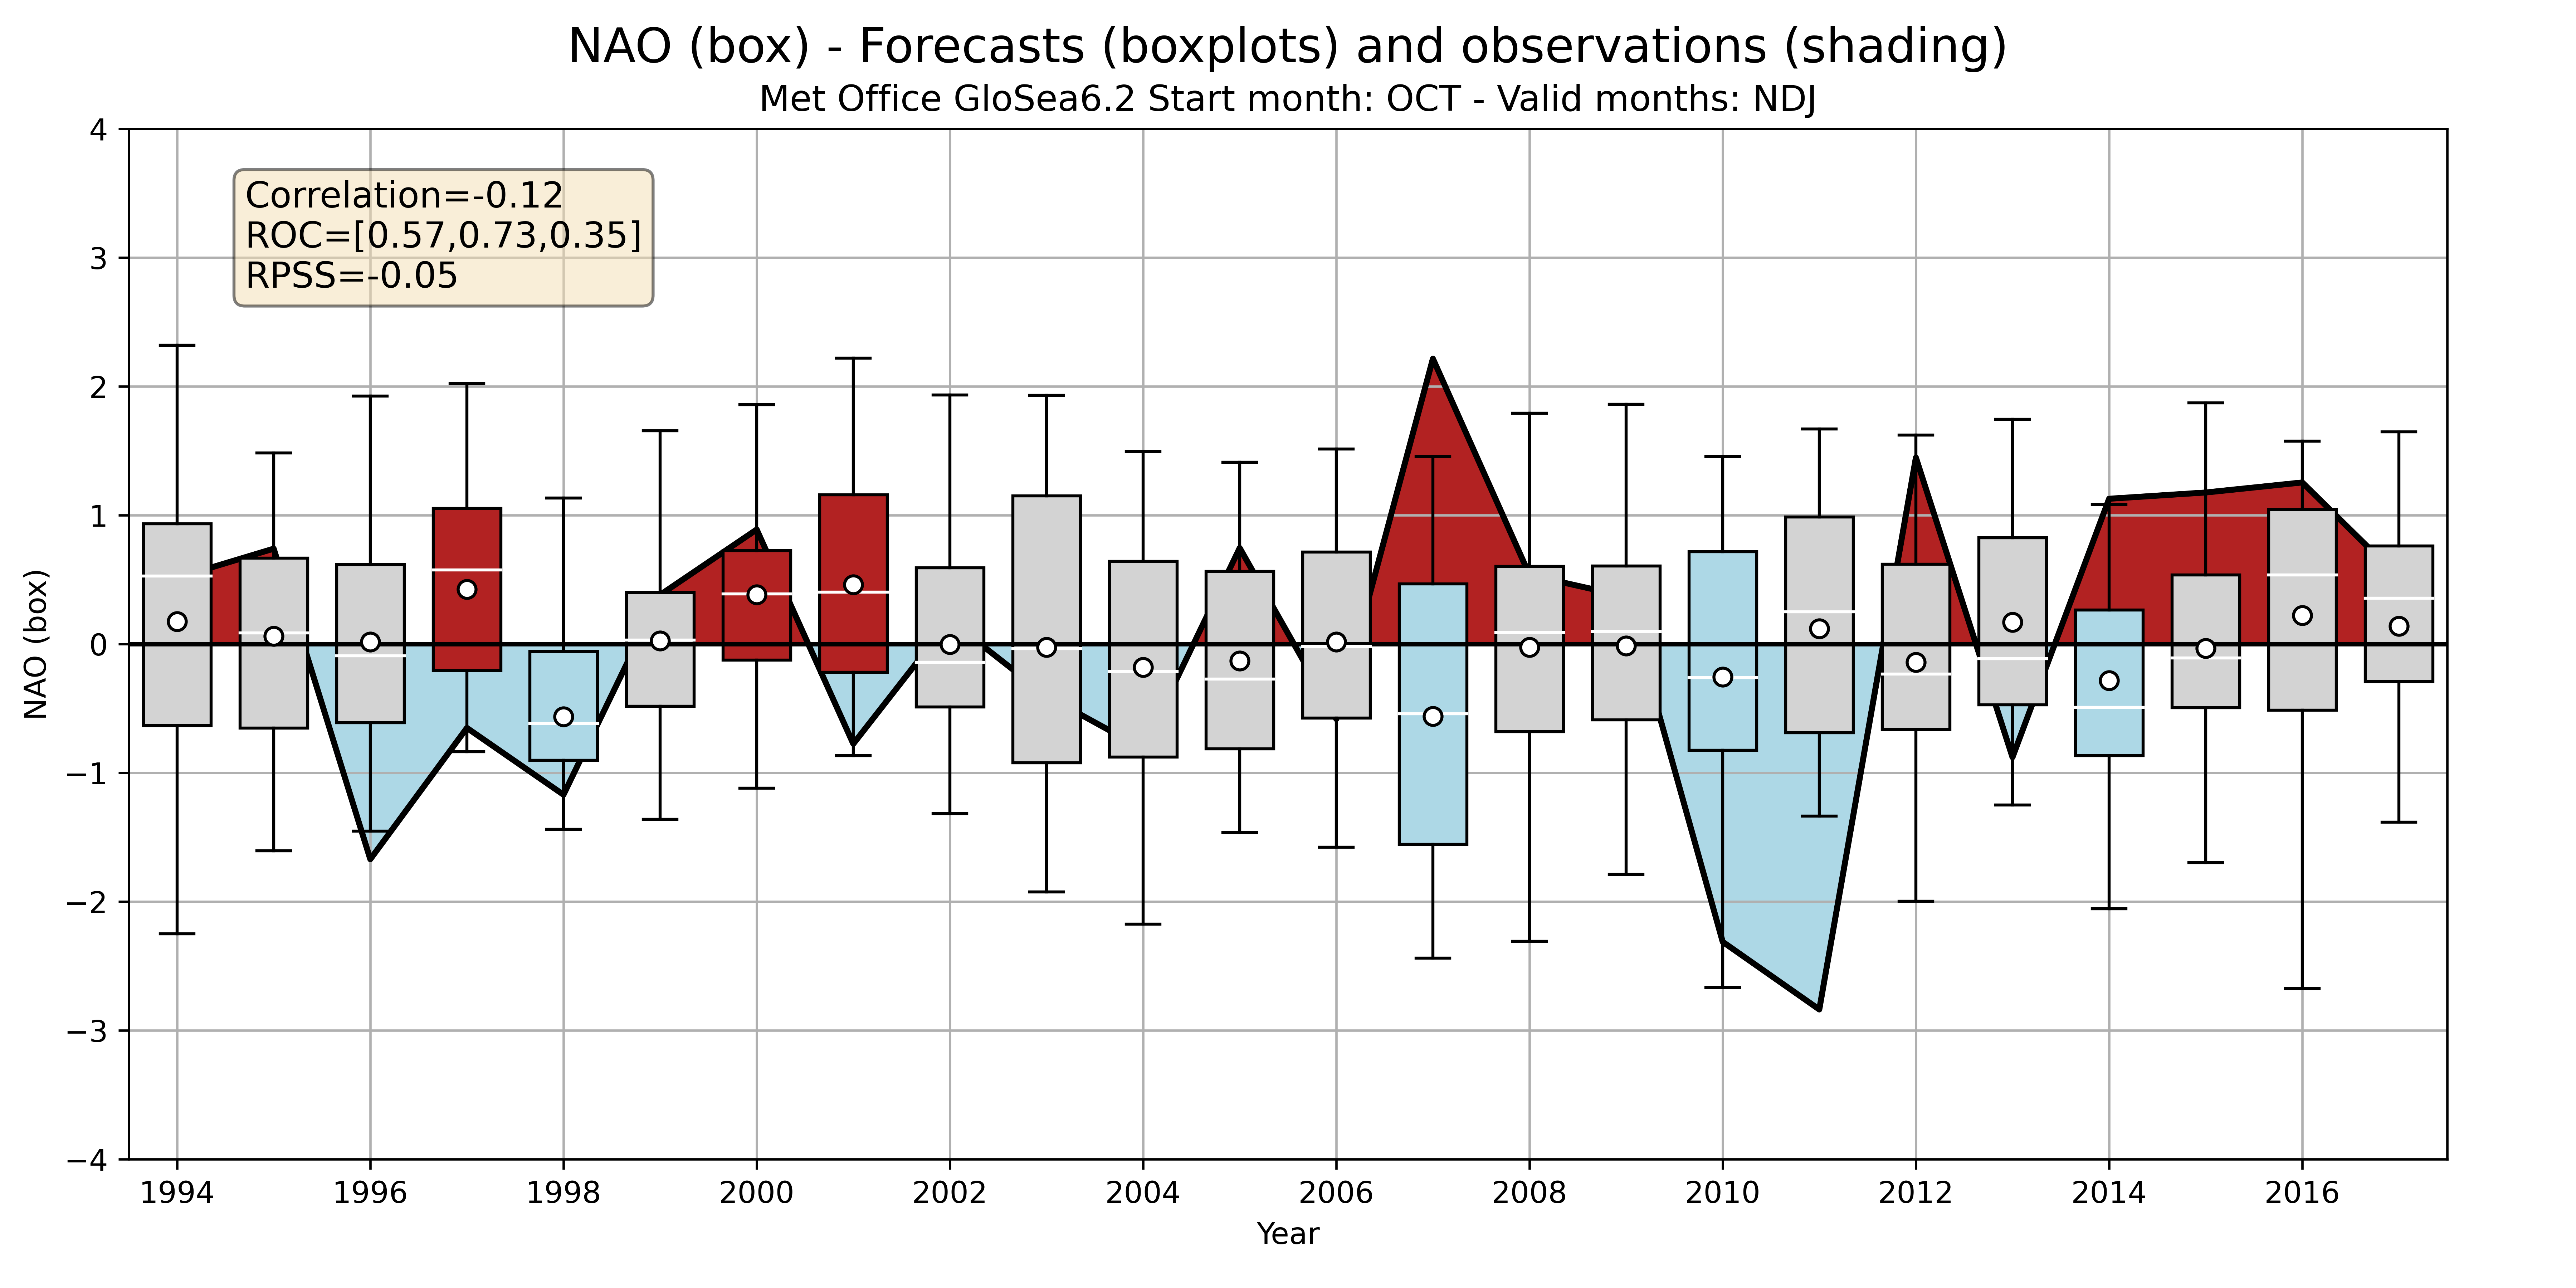 NAO (box) - Forecasts (boxplots) and observations (shading)
Met Office GloSea6.2 Start month: OCT - Valid months: NDJ
Correlation=-0.12
ROC=[0.57,0.73,0.35]
RPSS=-0.05
NAO (box)
4
3
2
1
0
−1
−2
−3
−4
1994 1996 1998 2000 2002 2004 2006 2008 2010 2012 2014 2016
Year